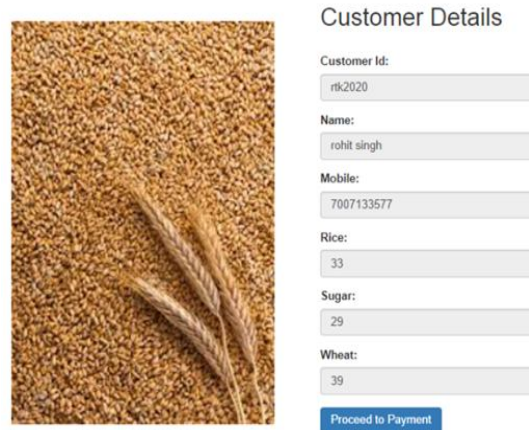 Customer Details
Customer Id:
rtk2020
Name:
rohit singh
Mobile:
7007133577
Rice:
33
Sugar:
29
Wheat:
39
Proceed to Payment